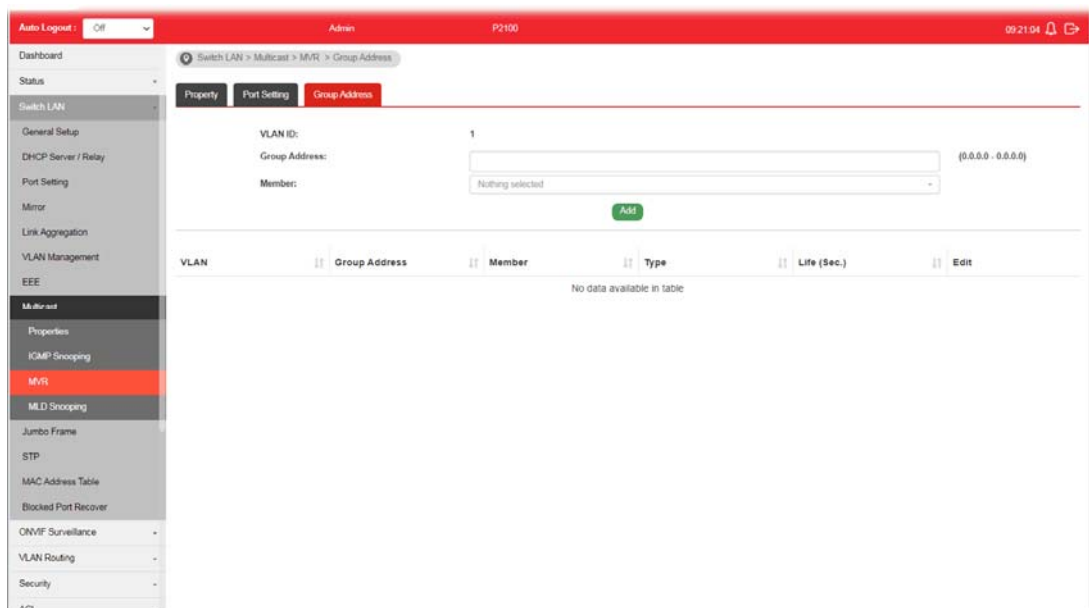 Auto Logout : Off Admin P2100 09:21:04
Dashboard
Switch LAN > Multicast > MVR > Group Address
Status
Property Port Setting Group Address
Switch LAN
General Setup
VLAN ID: 1
DHCP Server / Relay
Group Address: (0.0.0.0 - 0.0.0.0)
Port Setting
Member: Nothing selected
Mirror
Add
Link Aggregation
VLAN Management
VLAN Group Address Member Type Life (Sec.) Edit
EEE
No data available in table
Multicast
Properties
IGMP Snooping
MVR
MLD Snooping
Jumbo Frame
STP
MAC Address Table
Blocked Port Recover
ONVIF Surveillance
VLAN Routing
Security